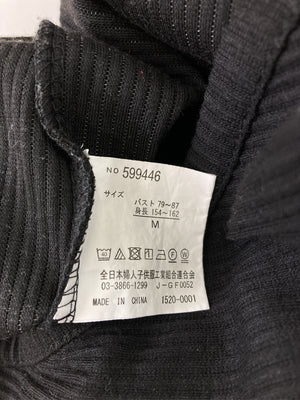 NO 599446
サイズ
バスト 79~87
身長 154~162
M
全日本婦人子供服工業組合連合会
03-3866-1299 J-GF0052
MADE IN CHINA 1520-0001